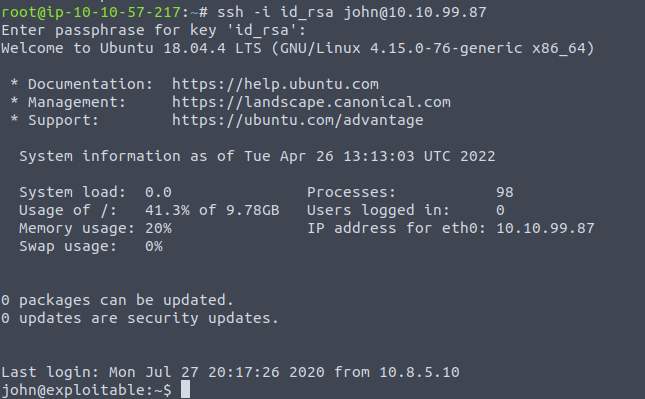 root@ip-10-10-57-217:~# ssh -i id_rsa john@10.10.99.87
Enter passphrase for key 'id_rsa':
Welcome to Ubuntu 18.04.4 LTS (GNU/Linux 4.15.0-76-generic x86_64)

 * Documentation:  https://help.ubuntu.com
 * Management:     https://landscape.canonical.com
 * Support:        https://ubuntu.com/advantage

  System information as of Tue Apr 26 13:13:03 UTC 2022

  System load:  0.0               Processes:           98
  Usage of /:   41.3% of 9.78GB   Users logged in:     0
  Memory usage: 20%               IP address for eth0: 10.10.99.87
  Swap usage:   0%

0 packages can be updated.
0 updates are security updates.

Last login: Mon Jul 27 20:17:26 2020 from 10.8.5.10
john@exploitable:~$